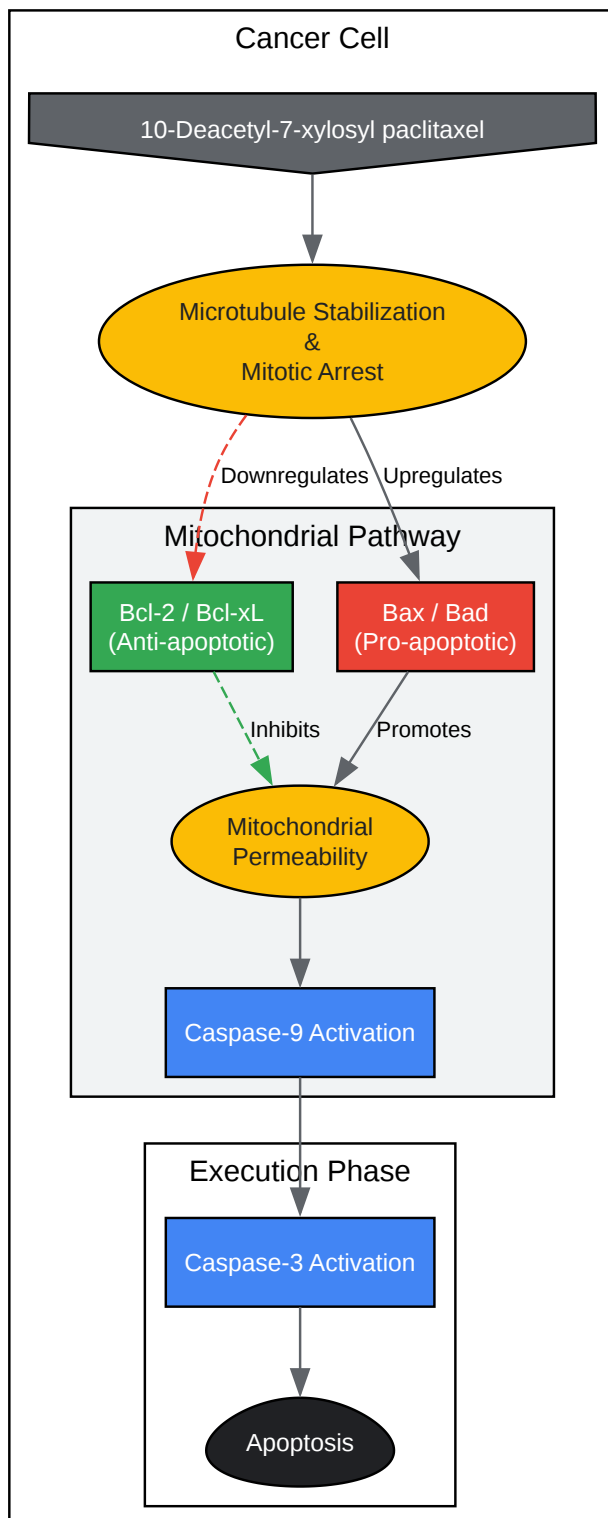 Cancer Cell
10-Deacetyl-7-xylosyl paclitaxel
Microtubule Stabilization
&
Mitotic Arrest
Downregulates
Upregulates
Mitochondrial Pathway
Bcl-2 / Bcl-xL
(Anti-apoptotic)
Bax / Bad
(Pro-apoptotic)
Inhibits
Promotes
Mitochondrial
Permeability
Caspase-9 Activation
Execution Phase
Caspase-3 Activation
Apoptosis